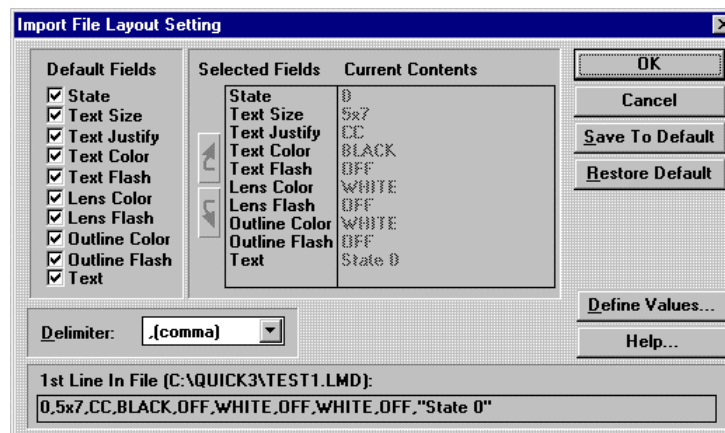 Import File Layout Setting
Default Fields
State
Text Size
Text Justify
Text Color
Text Flash
Lens Color
Lens Flash
Outline Color
Outline Flash
Text
Selected Fields Current Contents
State 0
Text Size 5x7
Text Justify CC
Text Color BLACK
Text Flash OFF
Lens Color WHITE
Lens Flash OFF
Outline Color WHITE
Outline Flash OFF
Text State 0
OK
Cancel
Save To Default
Restore Default
Define Values...
Help...
Delimiter: ,(comma)
1st Line In File (C:\QUICK3\TEST1.LMD):
0,5x7,CC,BLACK,OFF,WHITE,OFF,WHITE,OFF,"State 0"